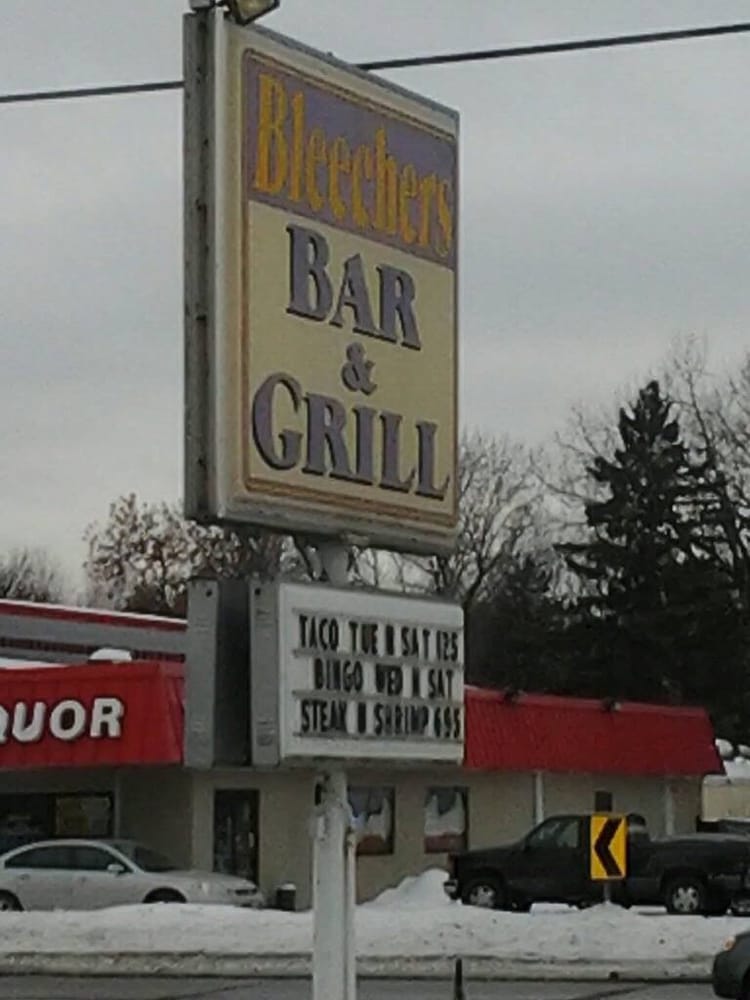 Bleechers
BAR
&
GRILL
TACO TUE N SAT 125
BINGO WED N SAT
STEAK N SHRIMP 695
QUOR